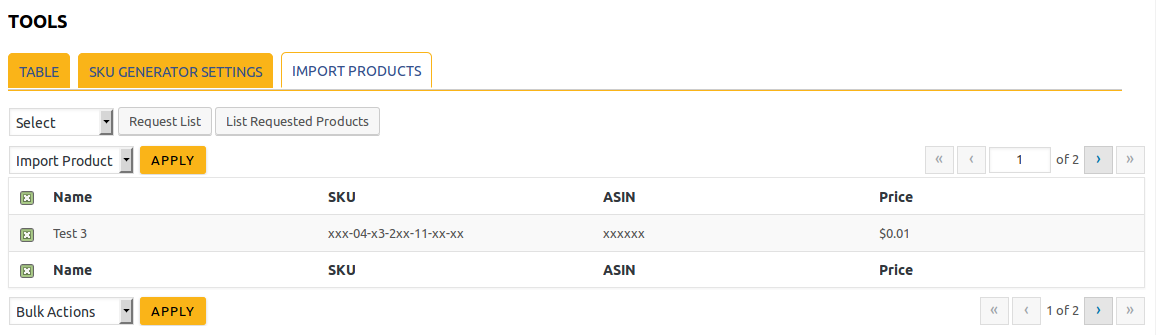 TOOLS
TABLE SKU GENERATOR SETTINGS IMPORT PRODUCTS
Select Request List List Requested Products
Import Product APPLY « ‹ 1 of 2 › »
Name SKU ASIN Price
Test 3 xxx-04-x3-2xx-11-xx-xx xxxxxx $0.01
Name SKU ASIN Price
Bulk Actions APPLY « ‹ 1 of 2 › »